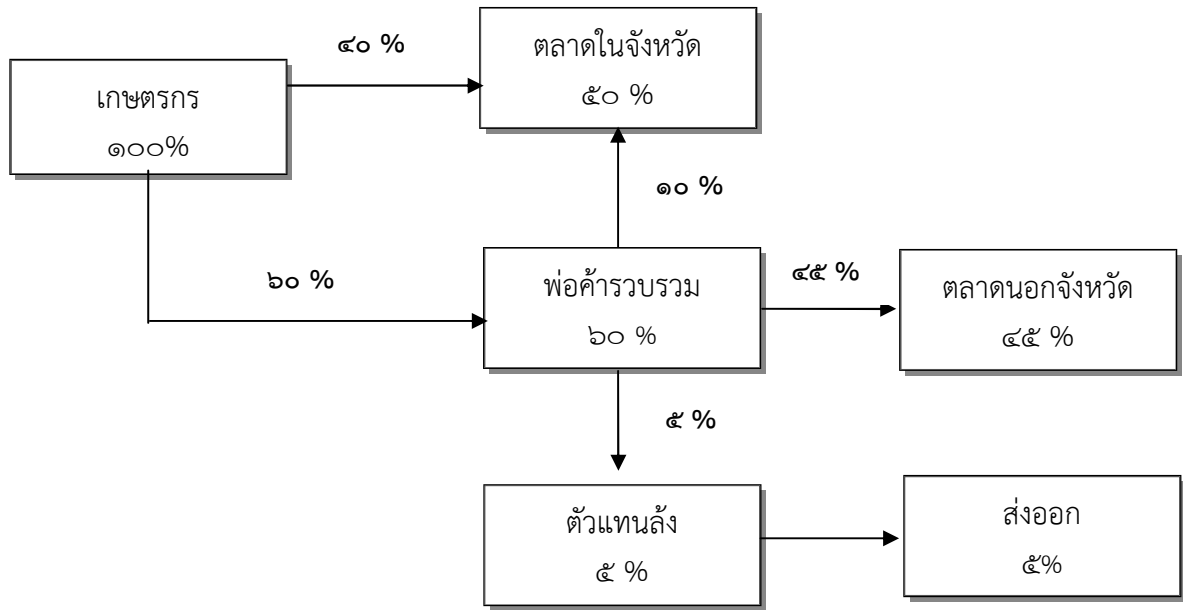 ๔๐ %
ตลาดในจังหวัด
๕๐ %
เกษตรกร
๑๐๐%
๑๐ %
๖๐ %
พ่อค้ารวบรวม
๖๐ %
๔๕ %
ตลาดนอกจังหวัด
๔๕ %
๕ %
ตัวแทนล้ง
๕ %
ส่งออก
๕%